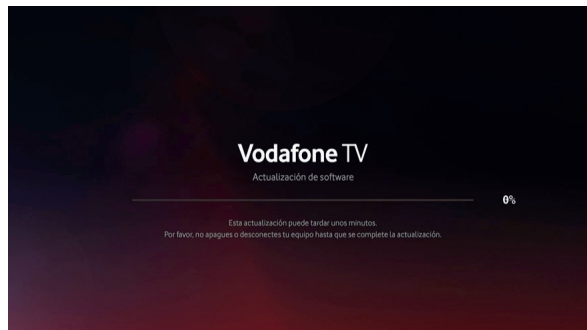 Vodafone TV
Actualización de software
0%
Esta actualización puede tardar unos minutos.
Por favor, no apagues o desconectes tu equipo hasta que se complete la actualización.